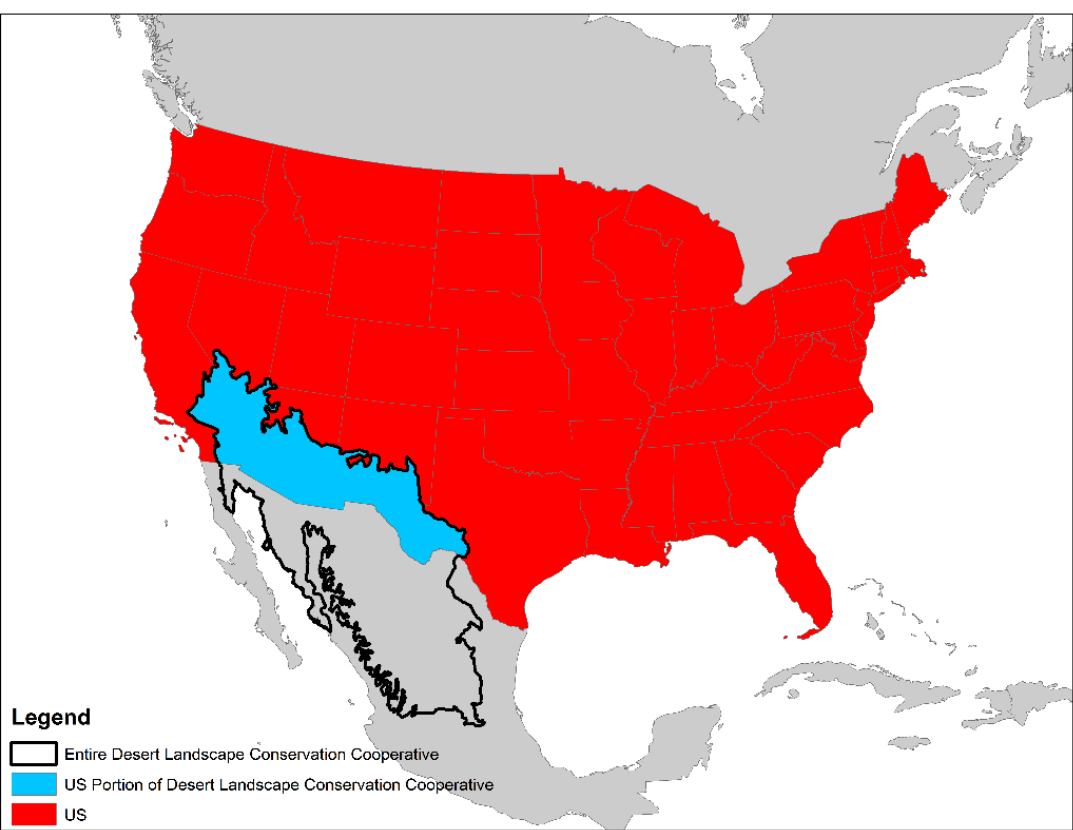 Legend
Entire Desert Landscape Conservation Cooperative
US Portion of Desert Landscape Conservation Cooperative
US